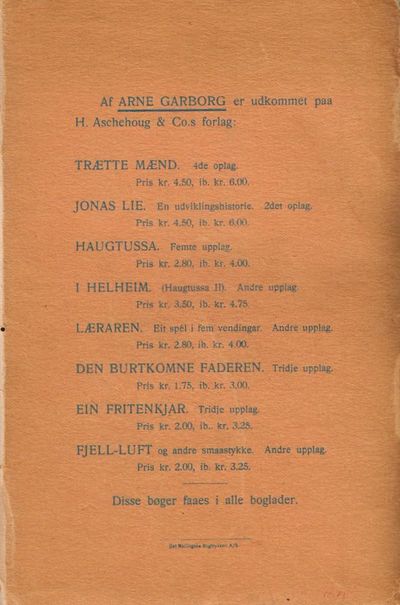 Af ARNE GARBORG er udkommet paa
H. Aschehoug & Co.s forlag:
TRÆTTE MÆND. 4de oplag.
Pris kr. 4.50, ib. kr. 6.00.
JONAS LIE. En udviklingshistorie. 2det oplag.
Pris kr. 4.50, ib. kr. 6.00.
HAUGTUSSA. Femte upplag.
Pris kr. 2.80, ib. kr. 4.00.
I HELHEIM. (Haugtussa II). Andre upplag.
Pris kr. 3.50, ib. kr. 4.75.
LÆRAREN. Eit spél i fem vendingar. Andre upplag.
Pris kr. 2.80, ib. kr. 4.00.
DEN BURTKOMNE FADEREN. Tridje upplag.
Pris kr. 1.75, ib. kr. 3.00.
EIN FRITENKJAR. Tridje upplag.
Pris kr. 2.00, ib.. kr. 3.25.
FJELL-LUFT og andre smaastykke. Andre upplag.
Pris kr. 2.00, ib. kr. 3.25.
Disse bøger faaes i alle boglader.
Det Mallingske Bogtrykkeri A/S.